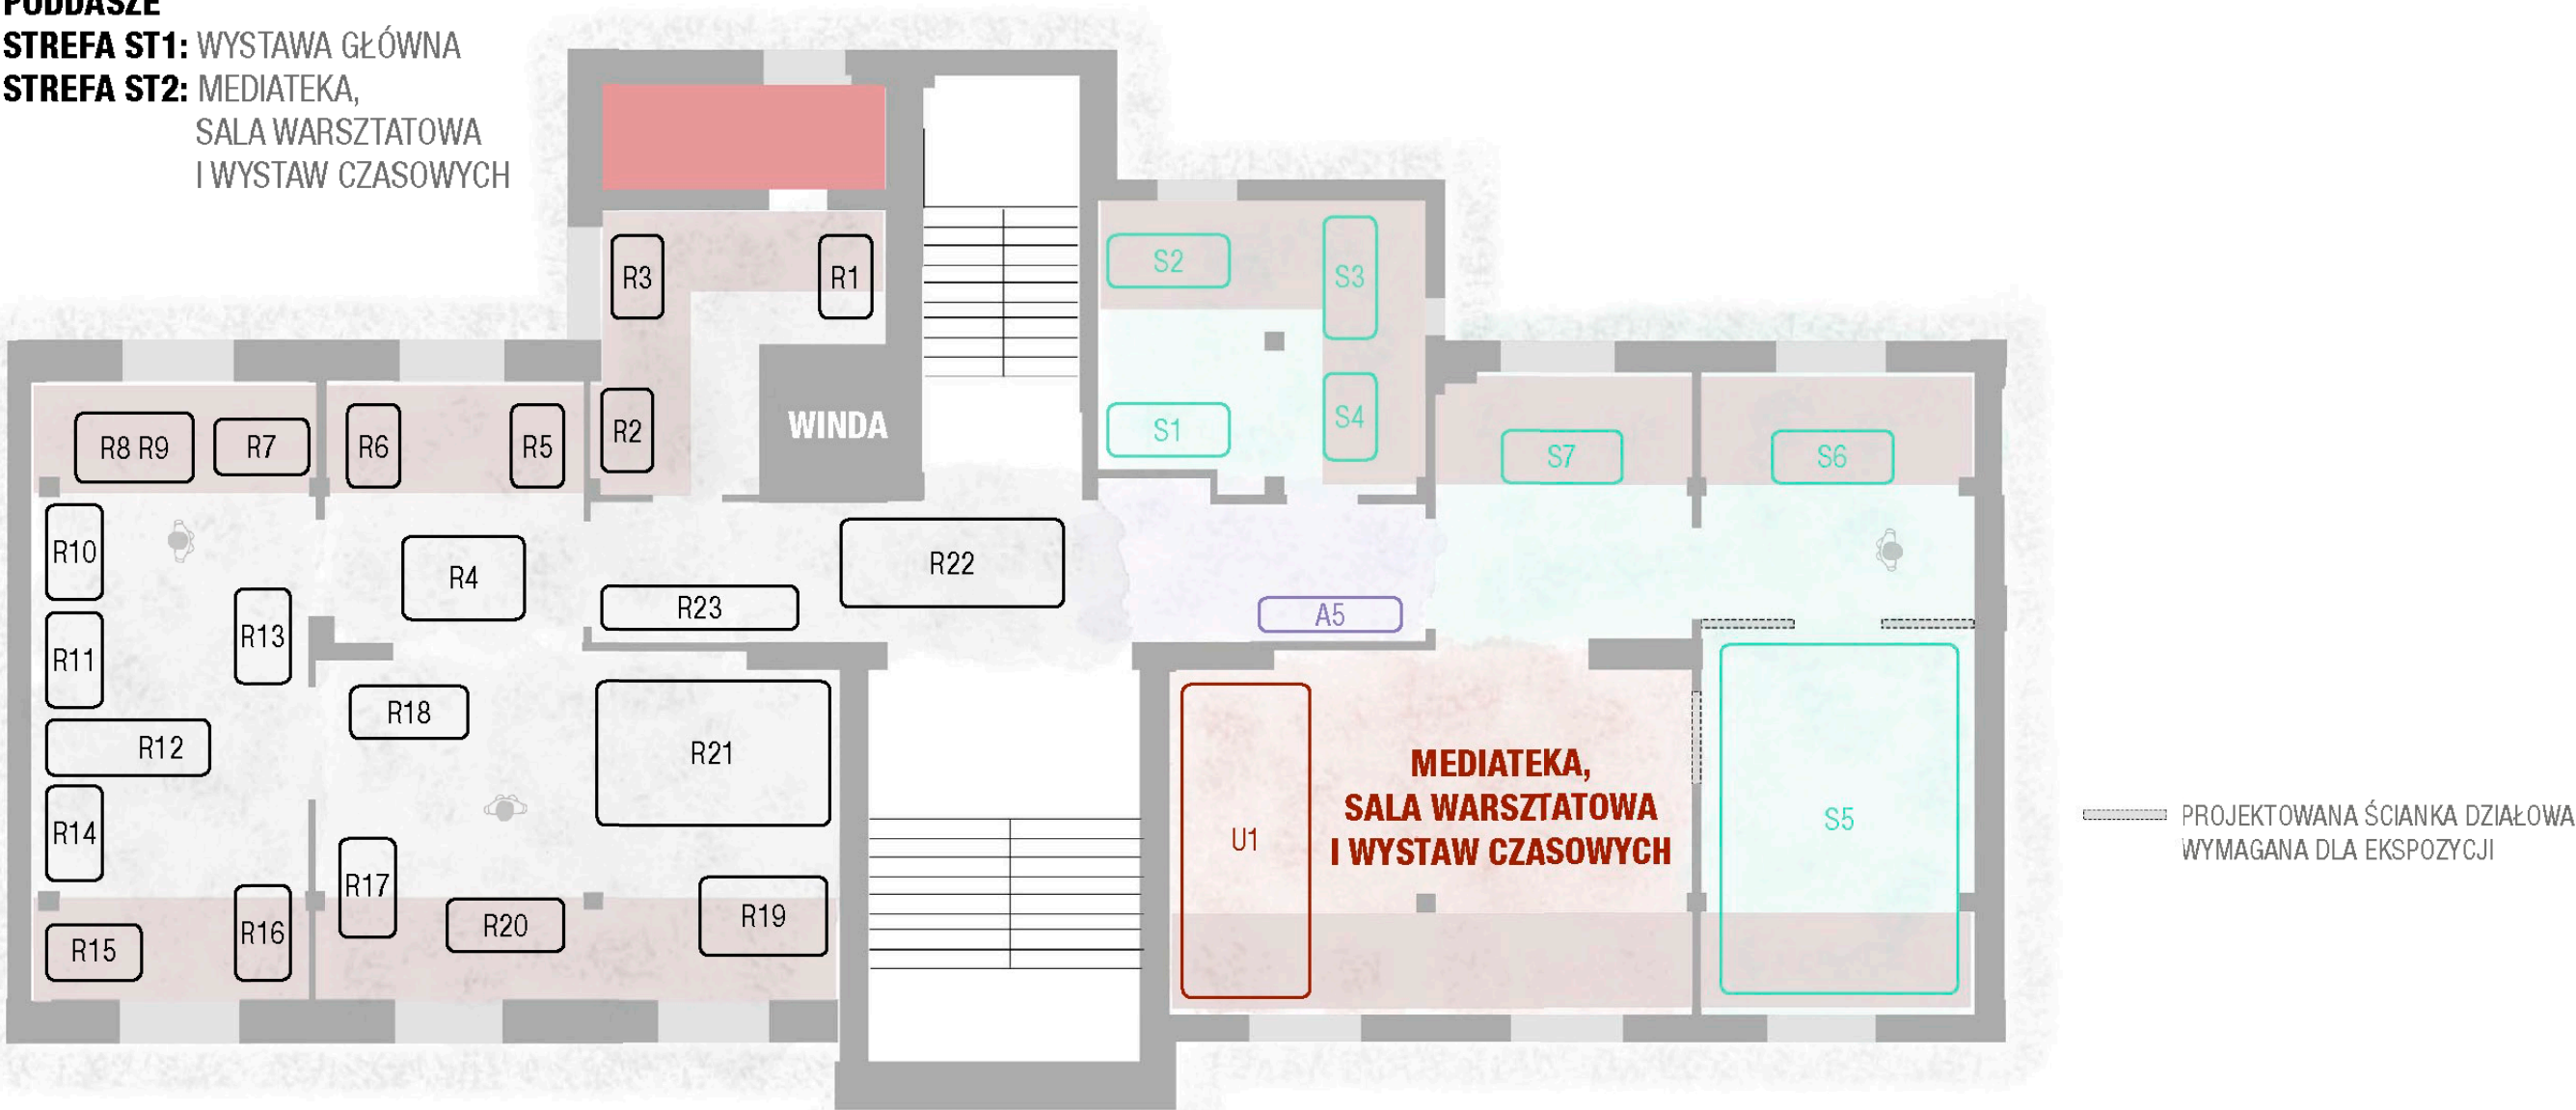 PODDASZE
STREFA ST1: WYSTAWA GŁÓWNA
STREFA ST2: MEDIATEKA,
SALA WARSZTATOWA
I WYSTAW CZASOWYCH
R3
R1
R2
WINDA
S2
S3
S1
S4
S7
S6
R8 R9
R7
R6
R5
R10
R4
R22
R23
A5
R11
R13
R12
R18
R21
R14
R17
R15
R16
R20
R19
U1
MEDIATEKA,
SALA WARSZTATOWA
I WYSTAW CZASOWYCH
S5
PROJEKTOWANA ŚCIANKA DZIAŁOWA
WYMAGANA DLA EKSPOZYCJI